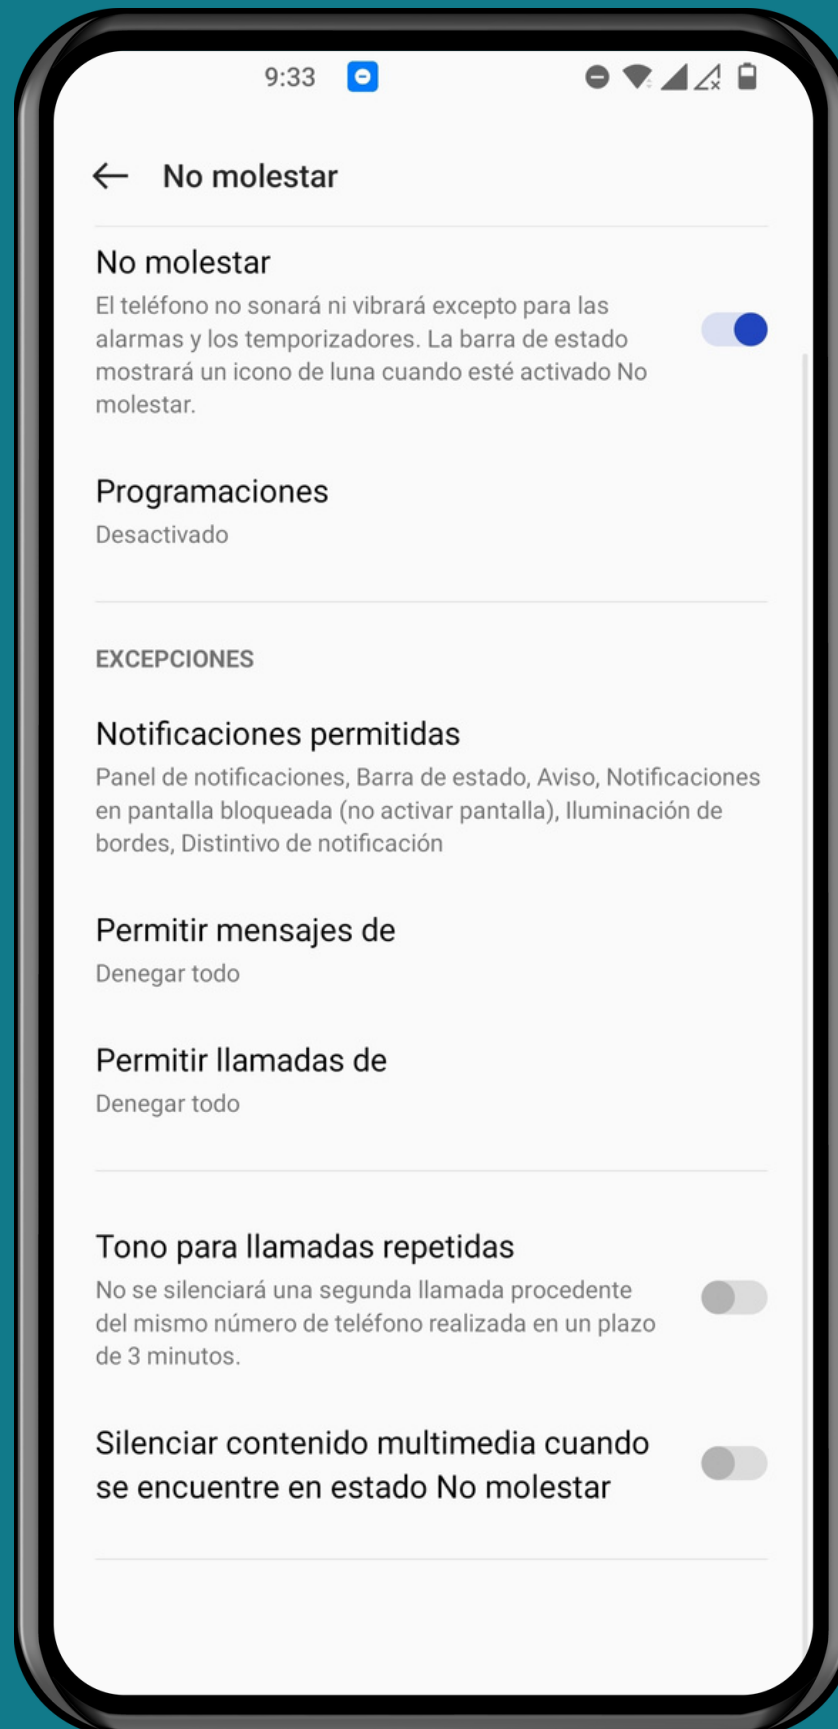 9:33
No molestar
No molestar
El teléfono no sonará ni vibrará excepto para las
alarmas y los temporizadores. La barra de estado
mostrará un icono de luna cuando esté activado No
molestar.
Programaciones
Desactivado
EXCEPCIONES
Notificaciones permitidas
Panel de notificaciones, Barra de estado, Aviso, Notificaciones
en pantalla bloqueada (no activar pantalla), Iluminación de
bordes, Distintivo de notificación
Permitir mensajes de
Denegar todo
Permitir llamadas de
Denegar todo
Tono para llamadas repetidas
No se silenciará una segunda llamada procedente
del mismo número de teléfono realizada en un plazo
de 3 minutos.
Silenciar contenido multimedia cuando
se encuentre en estado No molestar